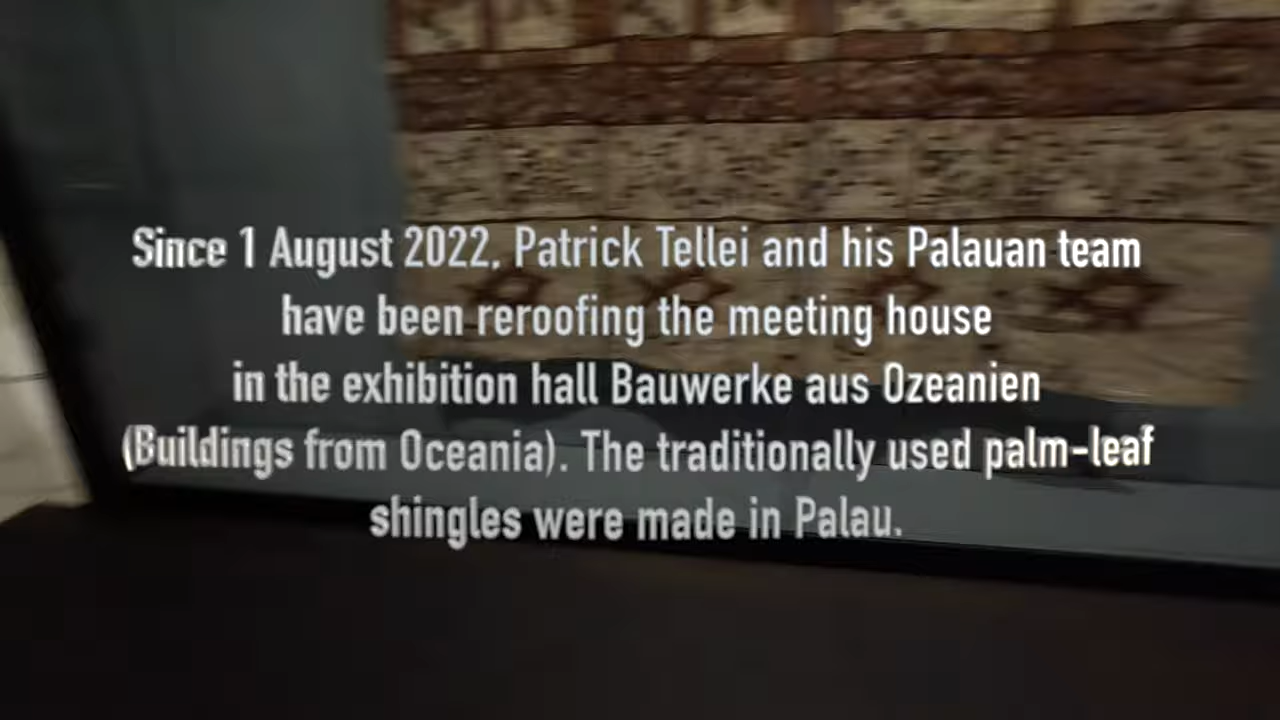 Since 1 August 2022, Patrick Tellei and his Palauan team
have been reroofing the meeting house
in the exhibition hall Bauwerke aus Ozeanien
(Buildings from Oceania). The traditionally used palm-leaf
shingles were made in Palau.